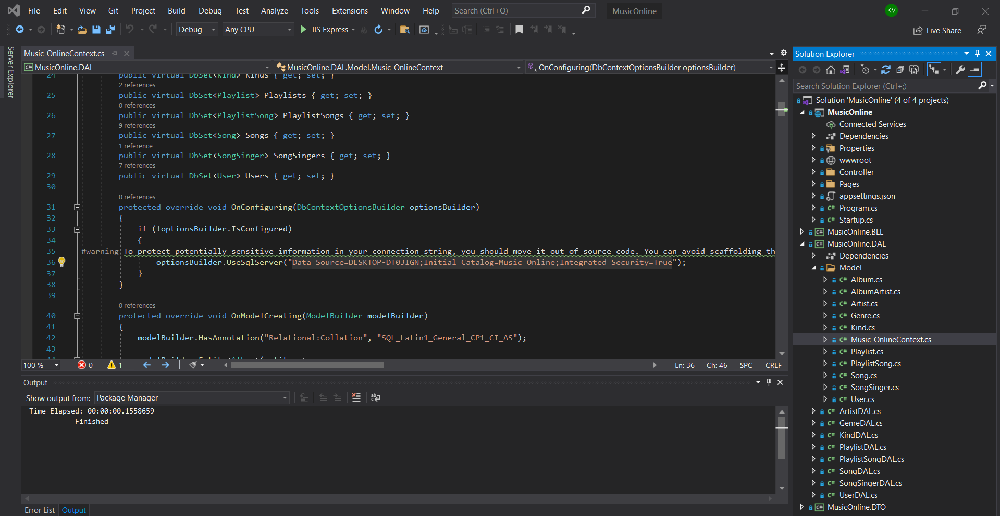 File Edit View Git Project Build Debug Test Analyze Tools Extensions Window Help Search (Ctrl+Q) MusicOnline KV
Debug Any CPU IIS Express Live Share
Server Explorer
Music_OnlineContext.cs
MusicOnline.DAL MusicOnline.DAL.Model.Music_OnlineContext OnConfiguring(DbContextOptionsBuilder optionsBuilder)
24 public virtual DbSet<Kind> Kinds { get; set; }
2 references
25 public virtual DbSet<Playlist> Playlists { get; set; }
0 references
26 public virtual DbSet<PlaylistSong> PlaylistSongs { get; set; }
9 references
27 public virtual DbSet<Song> Songs { get; set; }
1 reference
28 public virtual DbSet<SongSinger> SongSingers { get; set; }
7 references
29 public virtual DbSet<User> Users { get; set; }
30
0 references
31 protected override void OnConfiguring(DbContextOptionsBuilder optionsBuilder)
32 {
33 if (!optionsBuilder.IsConfigured)
34 {
35 #warning To protect potentially sensitive information in your connection string, you should move it out of source code. You can avoid scaffolding th
36 optionsBuilder.UseSqlServer("Data Source=DESKTOP-DT03IGN;Initial Catalog=Music_Online;Integrated Security=True");
37 }
38 }
39
0 references
40 protected override void OnModelCreating(ModelBuilder modelBuilder)
41 {
42 modelBuilder.HasAnnotation("Relational:Collation", "SQL_Latin1_General_CP1_CI_AS");
43
100 % 0 1 Ln: 36 Ch: 46 SPC CRLF
Output
Show output from: Package Manager
Time Elapsed: 00:00:00.1558659
========== Finished ==========
Error List Output
Solution Explorer
Search Solution Explorer (Ctrl+;)
Solution 'MusicOnline' (4 of 4 projects)
MusicOnline
Connected Services
Dependencies
Properties
wwwroot
Controller
Pages
appsettings.json
Program.cs
Startup.cs
MusicOnline.BLL
MusicOnline.DAL
Dependencies
Model
Album.cs
AlbumArtist.cs
Artist.cs
Genre.cs
Kind.cs
Music_OnlineContext.cs
Playlist.cs
PlaylistSong.cs
Song.cs
SongSinger.cs
User.cs
ArtistDAL.cs
GenreDAL.cs
KindDAL.cs
PlaylistDAL.cs
PlaylistSongDAL.cs
SongDAL.cs
SongSingerDAL.cs
UserDAL.cs
MusicOnline.DTO